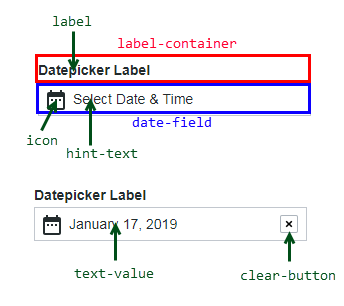 label
label-container
Datepicker Label
Select Date & Time
date-field
icon
hint-text
Datepicker Label
January 17, 2019
text-value
clear-button